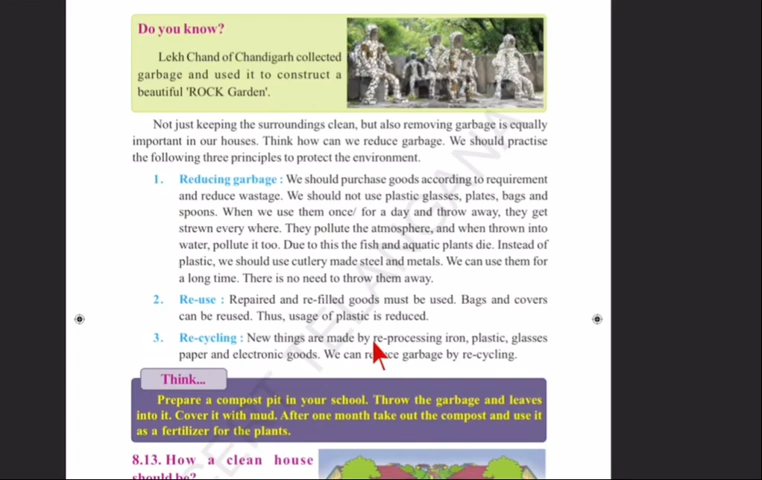 Do you know?
Lekh Chand of Chandigarh collected
garbage and used it to construct a
beautiful 'ROCK Garden'.
Not just keeping the surroundings clean, but also removing garbage is equally
important in our houses. Think how can we reduce garbage. We should practise
the following three principles to protect the environment.
1. Reducing garbage : We should purchase goods according to requirement
and reduce wastage. We should not use plastic glasses, plates, bags and
spoons. When we use them once/ for a day and throw away, they get
strewn every where. They pollute the atmosphere, and when thrown into
water, pollute it too. Due to this the fish and aquatic plants die. Instead of
plastic, we should use cutlery made steel and metals. We can use them for
a long time. There is no need to throw them away.
2. Re-use : Repaired and re-filled goods must be used. Bags and covers
can be reused. Thus, usage of plastic is reduced.
3. Re-cycling : New things are made by re-processing iron, plastic, glasses
paper and electronic goods. We can garbage by re-cycling.
Think...
Prepare a compost pit in your school. Throw the garbage and leaves
into it. Cover it with mud. After one month take out the compost and use it
as a fertilizer for the plants.
8.13. How a clean house
should be?
TELANGANA